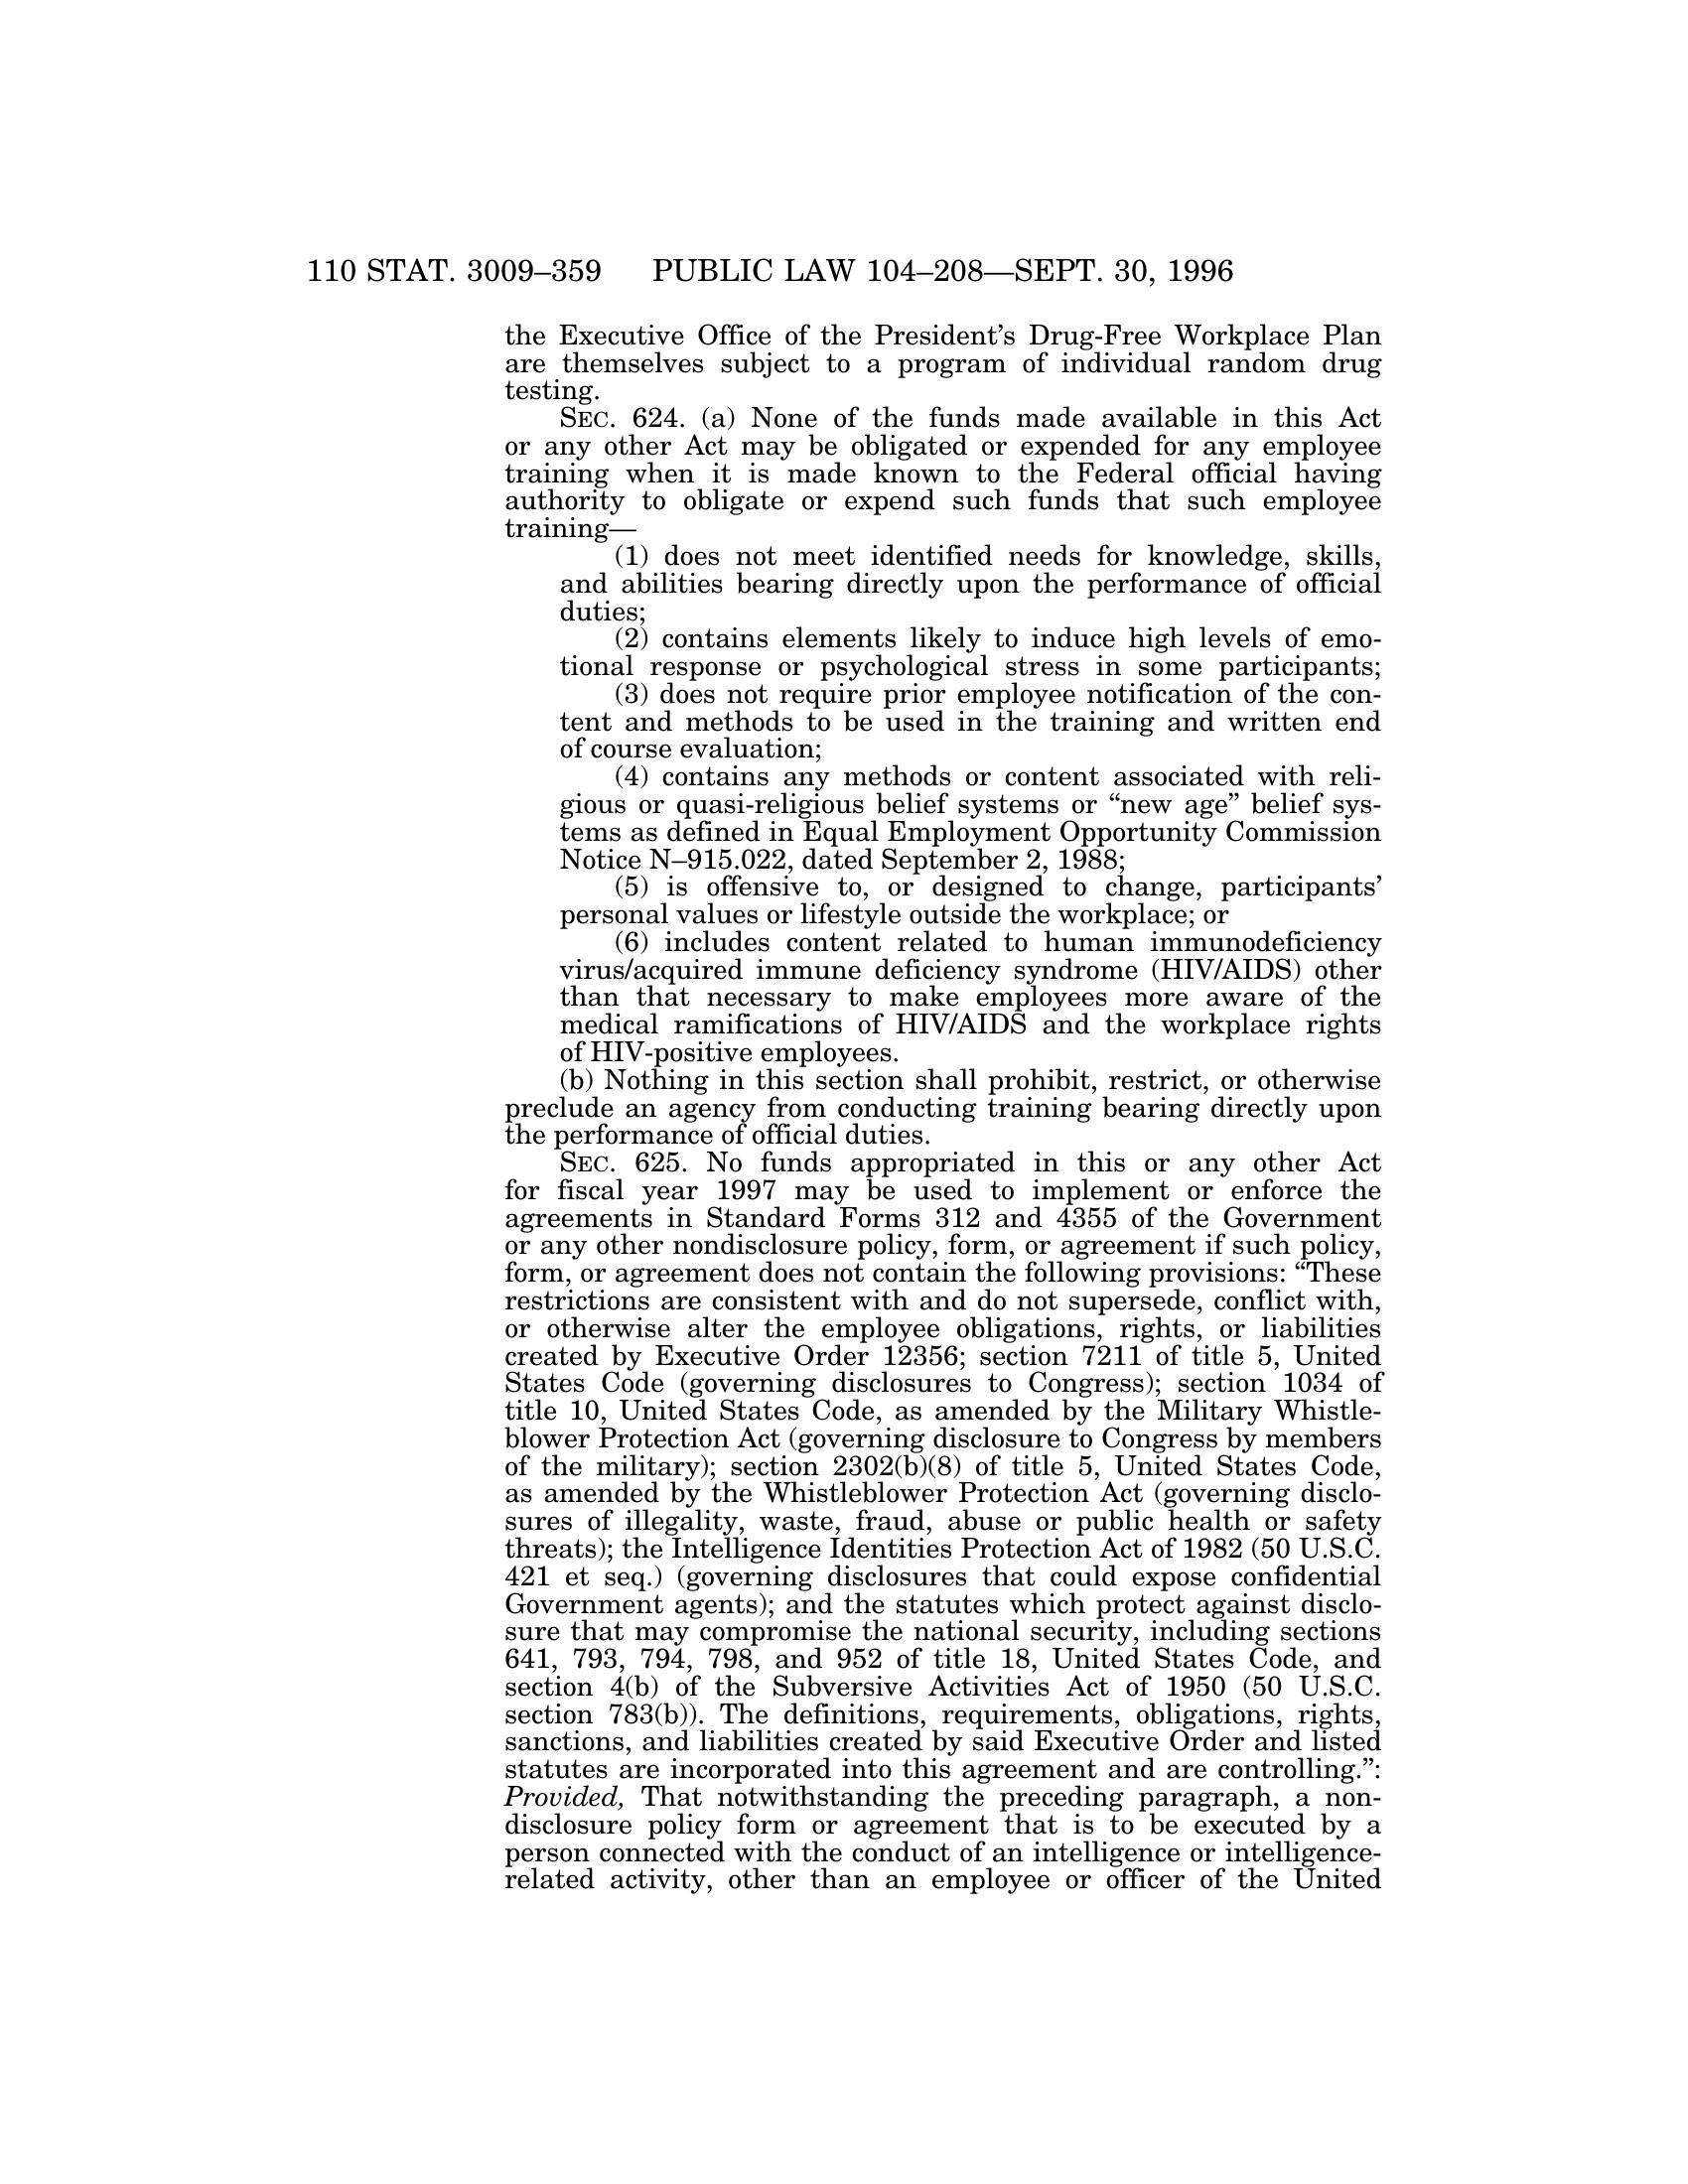 110 STAT. 3009–359 PUBLIC LAW 104–208—SEPT. 30, 1996
the Executive Office of the President’s Drug-Free Workplace Plan
are themselves subject to a program of individual random drug
testing.
SEC. 624. (a) None of the funds made available in this Act
or any other Act may be obligated or expended for any employee
training when it is made known to the Federal official having
authority to obligate or expend such funds that such employee
training—
(1) does not meet identified needs for knowledge, skills,
and abilities bearing directly upon the performance of official
duties;
(2) contains elements likely to induce high levels of emo-
tional response or psychological stress in some participants;
(3) does not require prior employee notification of the con-
tent and methods to be used in the training and written end
of course evaluation;
(4) contains any methods or content associated with reli-
gious or quasi-religious belief systems or “new age” belief sys-
tems as defined in Equal Employment Opportunity Commission
Notice N–915.022, dated September 2, 1988;
(5) is offensive to, or designed to change, participants’
personal values or lifestyle outside the workplace; or
(6) includes content related to human immunodeficiency
virus/acquired immune deficiency syndrome (HIV/AIDS) other
than that necessary to make employees more aware of the
medical ramifications of HIV/AIDS and the workplace rights
of HIV-positive employees.
(b) Nothing in this section shall prohibit, restrict, or otherwise
preclude an agency from conducting training bearing directly upon
the performance of official duties.
SEC. 625. No funds appropriated in this or any other Act
for fiscal year 1997 may be used to implement or enforce the
agreements in Standard Forms 312 and 4355 of the Government
or any other nondisclosure policy, form, or agreement if such policy,
form, or agreement does not contain the following provisions: “These
restrictions are consistent with and do not supersede, conflict with,
or otherwise alter the employee obligations, rights, or liabilities
created by Executive Order 12356; section 7211 of title 5, United
States Code (governing disclosures to Congress); section 1034 of
title 10, United States Code, as amended by the Military Whistle-
blower Protection Act (governing disclosure to Congress by members
of the military); section 2302(b)(8) of title 5, United States Code,
as amended by the Whistleblower Protection Act (governing disclo-
sures of illegality, waste, fraud, abuse or public health or safety
threats); the Intelligence Identities Protection Act of 1982 (50 U.S.C.
421 et seq.) (governing disclosures that could expose confidential
Government agents); and the statutes which protect against disclo-
sure that may compromise the national security, including sections
641, 793, 794, 798, and 952 of title 18, United States Code, and
section 4(b) of the Subversive Activities Act of 1950 (50 U.S.C.
section 783(b)). The definitions, requirements, obligations, rights,
sanctions, and liabilities created by said Executive Order and listed
statutes are incorporated into this agreement and are controlling.”:
Provided, That notwithstanding the preceding paragraph, a non-
disclosure policy form or agreement that is to be executed by a
person connected with the conduct of an intelligence or intelligence-
related activity, other than an employee or officer of the United